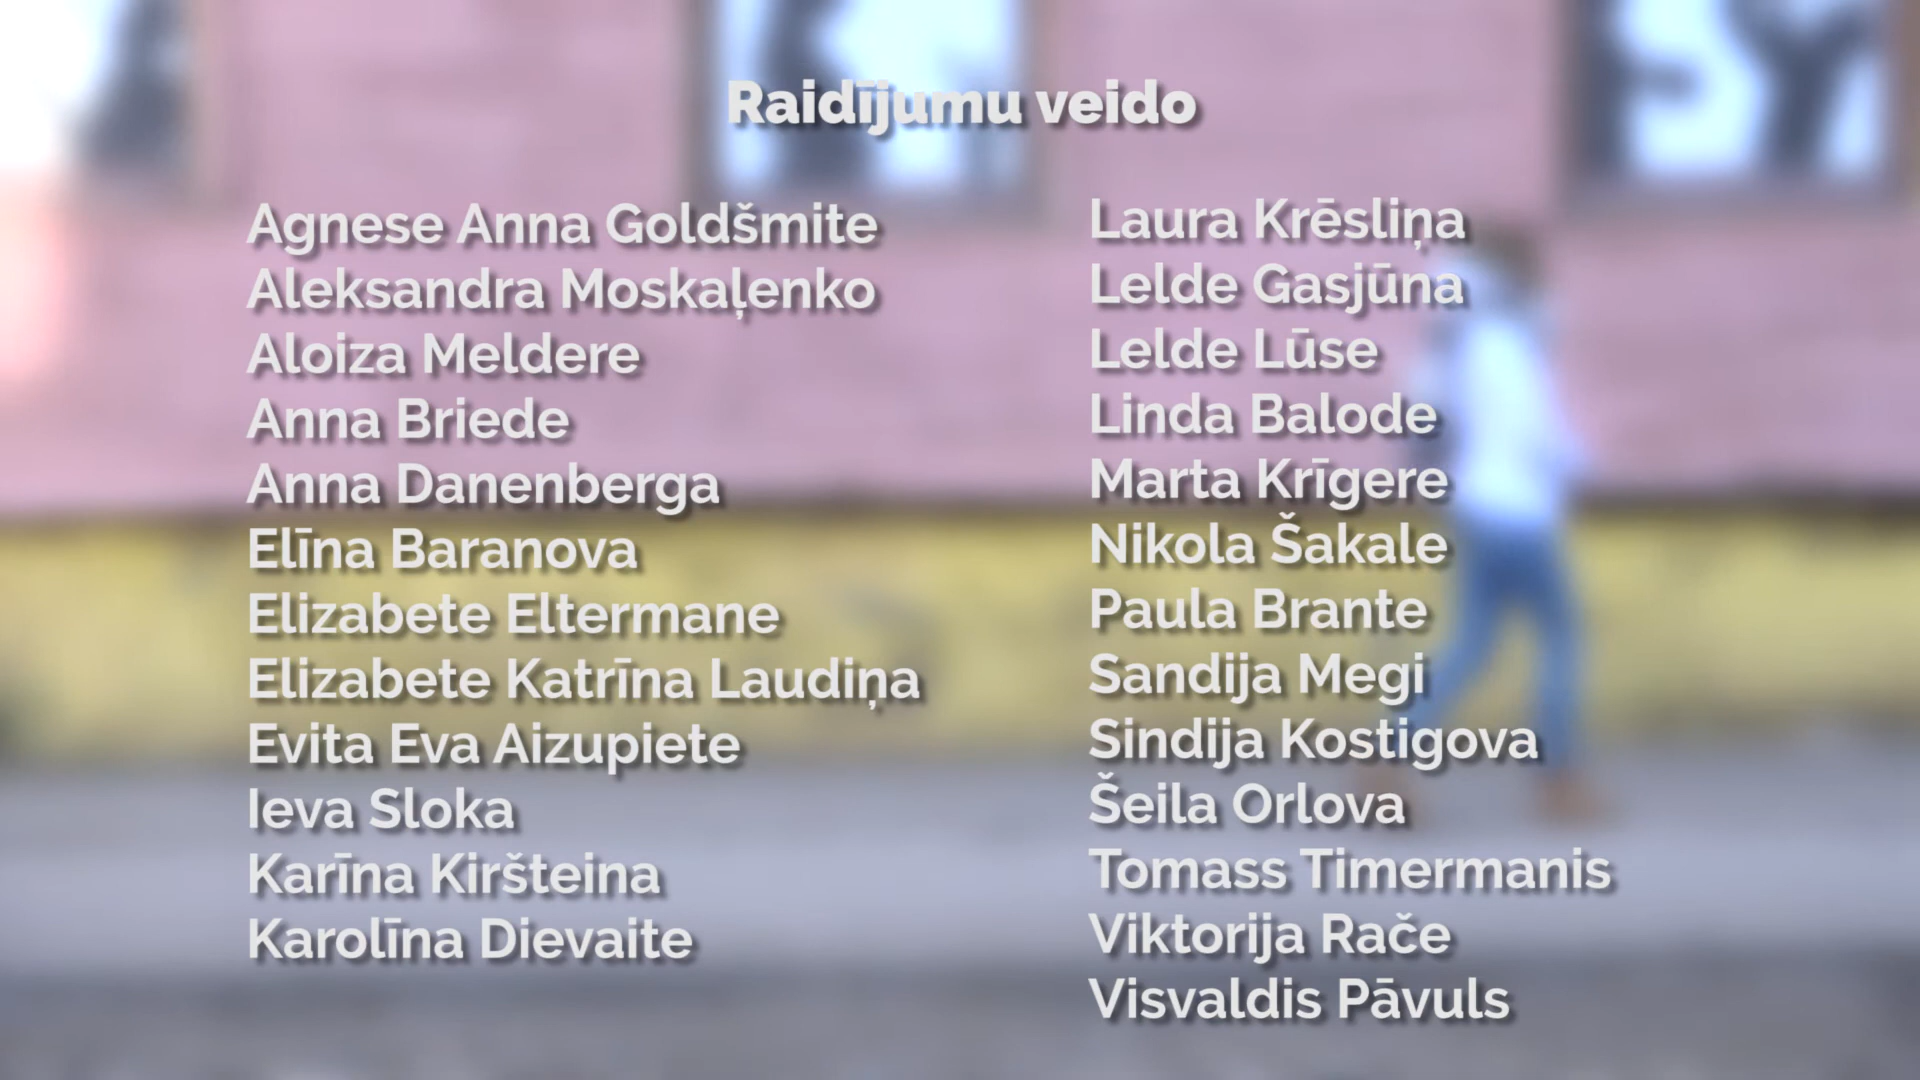 Raidījumu veido
Agnese Anna Goldšmite
Aleksandra Moskaļenko
Aloiza Meldere
Anna Briede
Anna Danenberga
Elīna Baranova
Elizabete Eltermane
Elizabete Katrīna Laudiņa
Evita Eva Aizupiete
Ieva Sloka
Karīna Kiršteina
Karolīna Dievaite
Laura Krēsliņa
Lelde Gasjūna
Lelde Lūse
Linda Balode
Marta Krīgere
Nikola Šakale
Paula Brante
Sandija Megi
Sindija Kostigova
Šeila Orlova
Tomass Timermanis
Viktorija Rače
Visvaldis Pāvuls